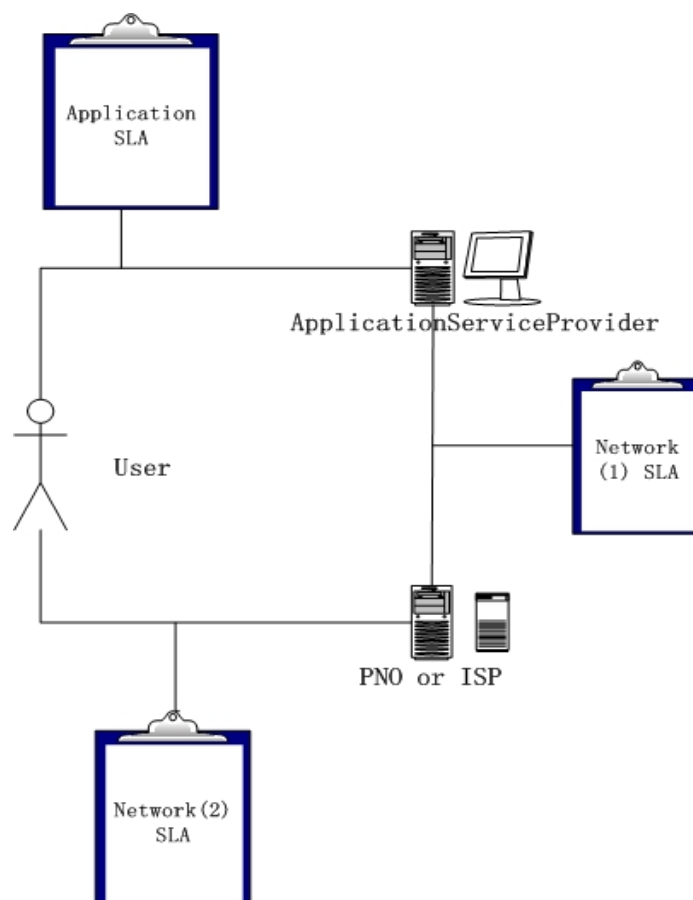 Application
SLA
ApplicationServiceProvider
Network
(1) SLA
User
PNO or ISP
Network(2)
SLA